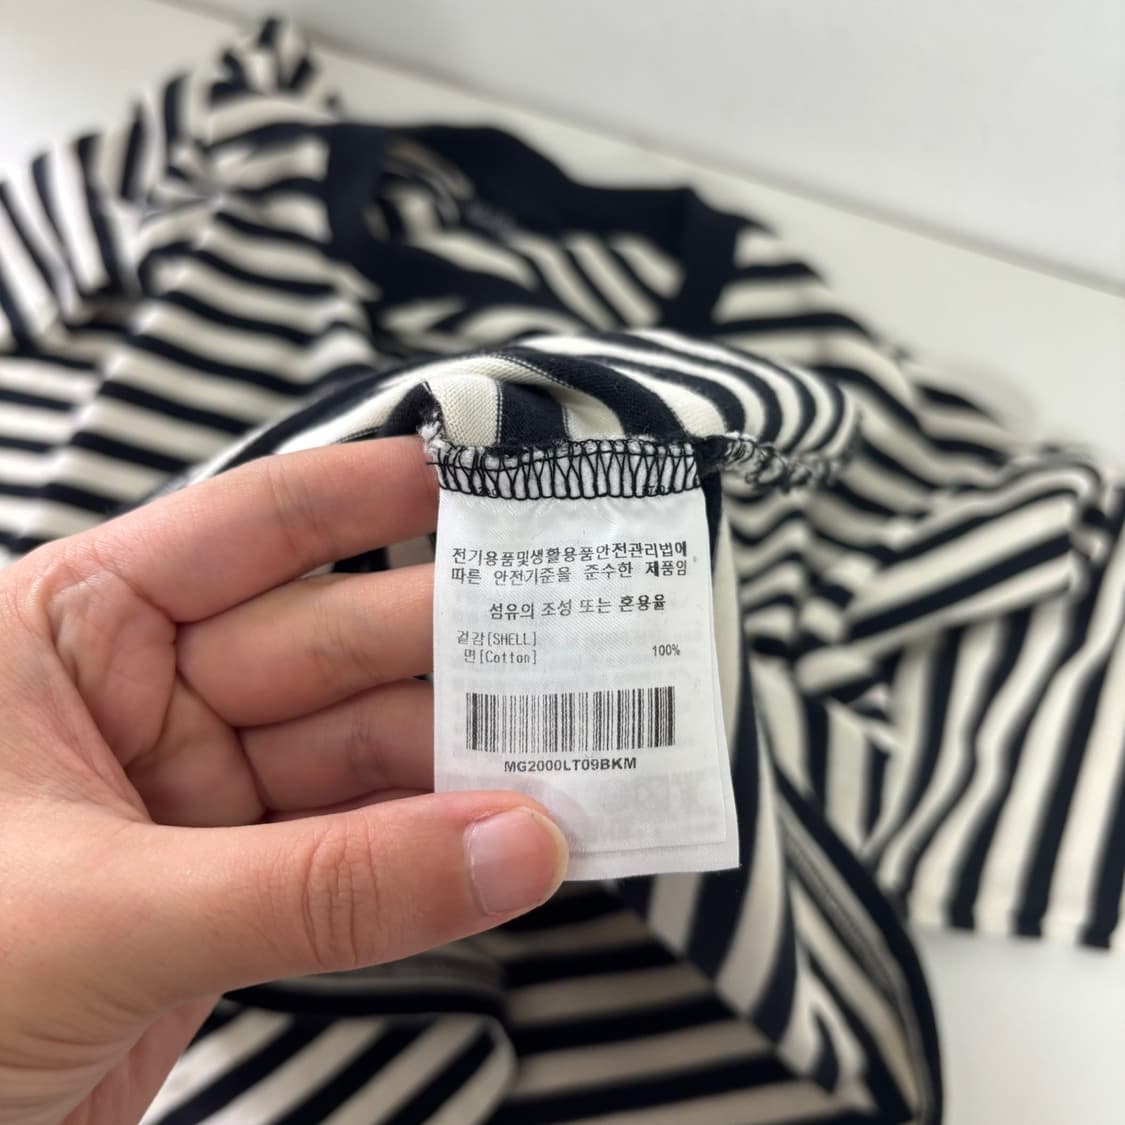 전기용품및생활용품안전관리법에
따른 안전기준을 준수한 제품임
섬유의 조성 또는 혼용율
겉감[SHELL]
면[Cotton] 100%
MG2000LT09BKM